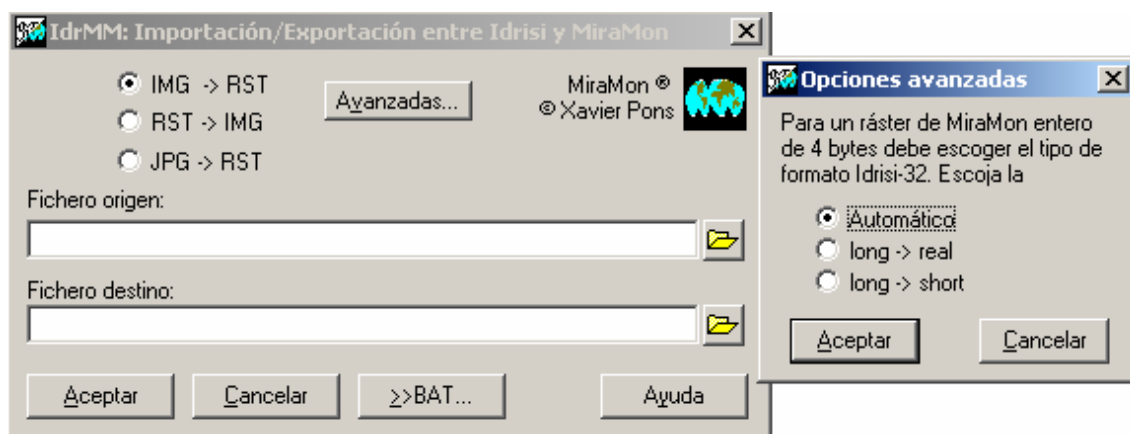 IdrMM: Importación/Exportación entre Idrisi y MiraMon
IMG -> RST
RST -> IMG
JPG -> RST
Avanzadas...
MiraMon ®
© Xavier Pons
Fichero origen:
Fichero destino:
Aceptar
Cancelar
>>BAT...
Ayuda
Opciones avanzadas
Para un ráster de MiraMon entero
de 4 bytes debe escoger el tipo de
formato Idrisi-32. Escoja la
Automático
long -> real
long -> short
Aceptar
Cancelar